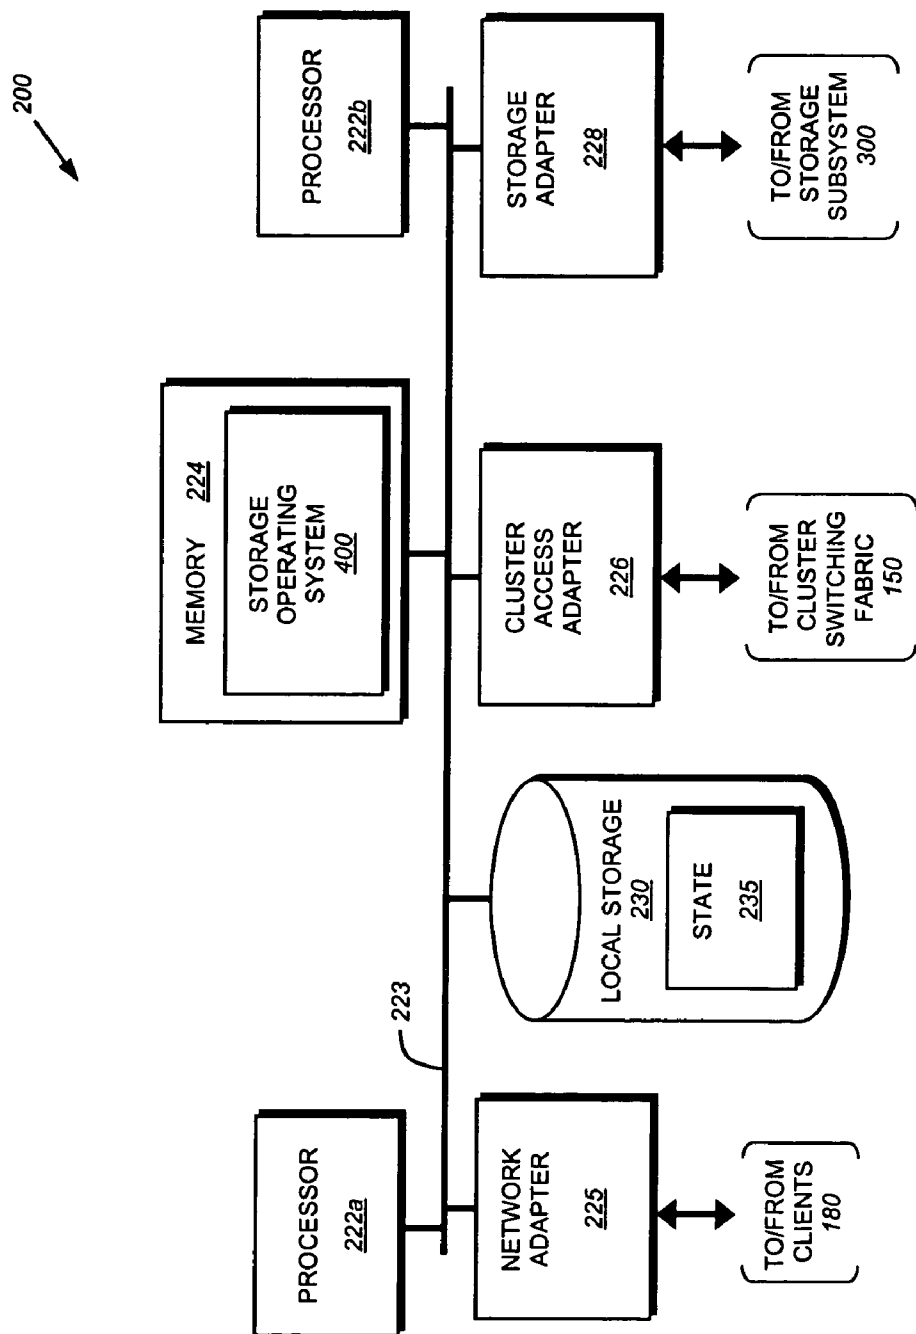 200
PROCESSOR
222a
MEMORY 224
STORAGE
OPERATING
SYSTEM
400
PROCESSOR
222b
223
NETWORK
ADAPTER
225
LOCAL STORAGE
230
STATE
235
CLUSTER
ACCESS
ADAPTER
226
STORAGE
ADAPTER
228
TO/FROM
CLIENTS
180
TO/FROM
CLUSTER
SWITCHING
FABRIC
150
TO/FROM
STORAGE
SUBSYSTEM
300